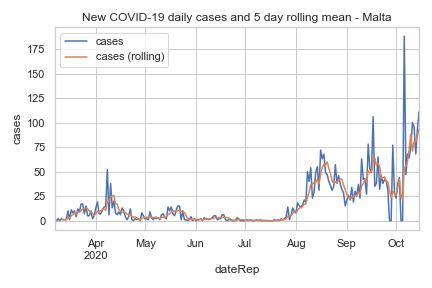 New COVID-19 daily cases and 5 day rolling mean - Malta
cases
cases (rolling)
175
150
125
100
75
50
25
0
cases
Apr
2020
May
Jun
Jul
Aug
Sep
Oct
dateRep